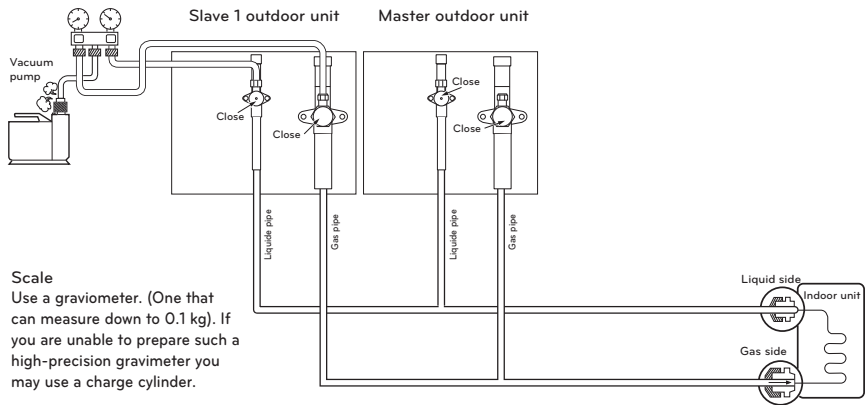 Slave 1 outdoor unit
Master outdoor unit
Vacuum
pump
Close
Close
Close
Close
Liquide pipe
Gas pipe
Liquide pipe
Gas pipe
Scale
Use a graviometer. (One that
can measure down to 0.1 kg). If
you are unable to prepare such a
high-precision gravimeter you
may use a charge cylinder.
Liquid side
Indoor unit
Gas side